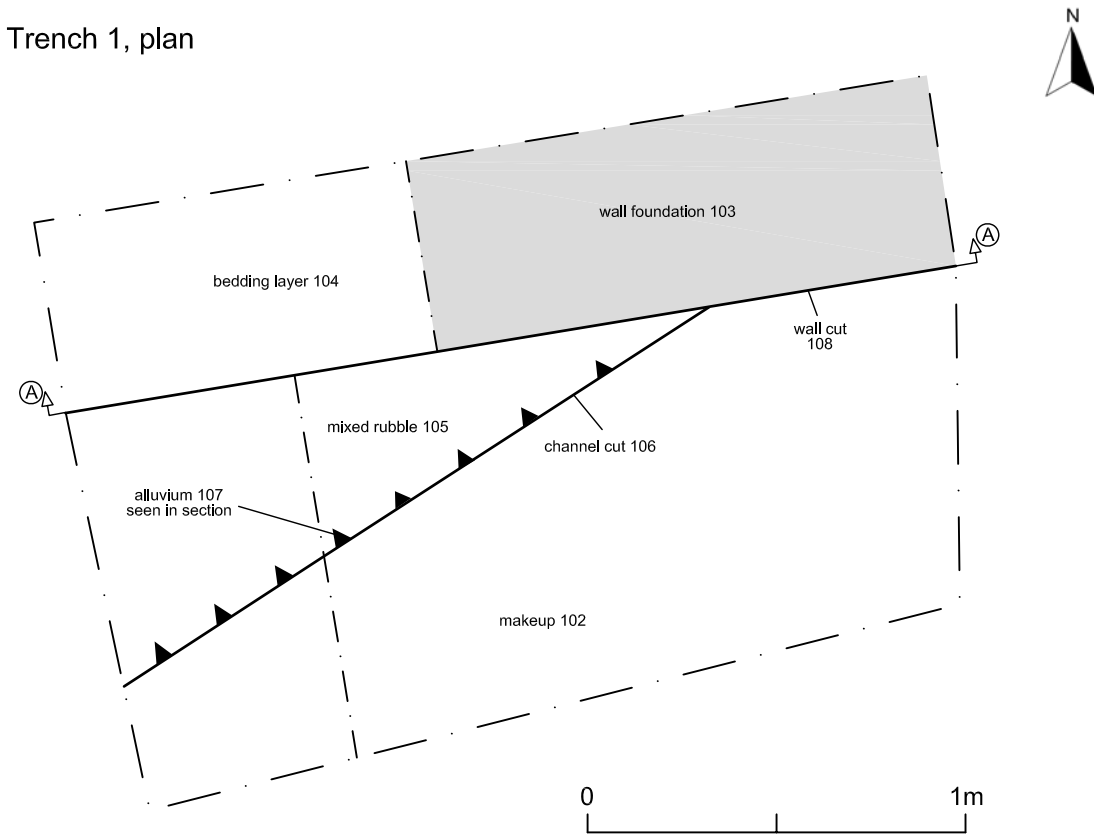 Trench 1, plan
N
wall foundation 103
A
bedding layer 104
wall cut
108
A
mixed rubble 105
channel cut 106
alluvium 107
seen in section
makeup 102
0
1m